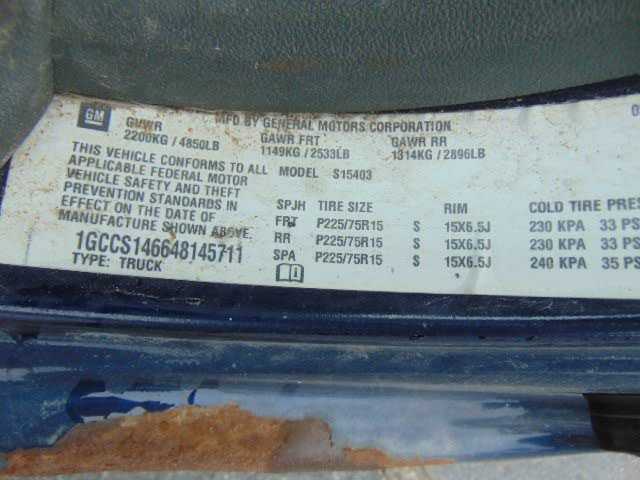 GM
MFD BY GENERAL MOTORS CORPORATION 0
GVWR GAWR FRT GAWR RR
2200KG / 4850LB 1149KG / 2533LB 1314KG / 2896LB
THIS VEHICLE CONFORMS TO ALL
APPLICABLE FEDERAL MOTOR
VEHICLE SAFETY AND THEFT
PREVENTION STANDARDS IN
EFFECT ON THE DATE OF
MANUFACTURE SHOWN ABOVE.
1GCCS146648145711
TYPE: TRUCK
MODEL S15403
SPJH TIRE SIZE RIM COLD TIRE PRES
FRT P225/75R15 S 15X6.5J 230 KPA 33 PS
RR P225/75R15 S 15X6.5J 230 KPA 33 PS
SPA P225/75R15 S 15X6.5J 240 KPA 35 PS